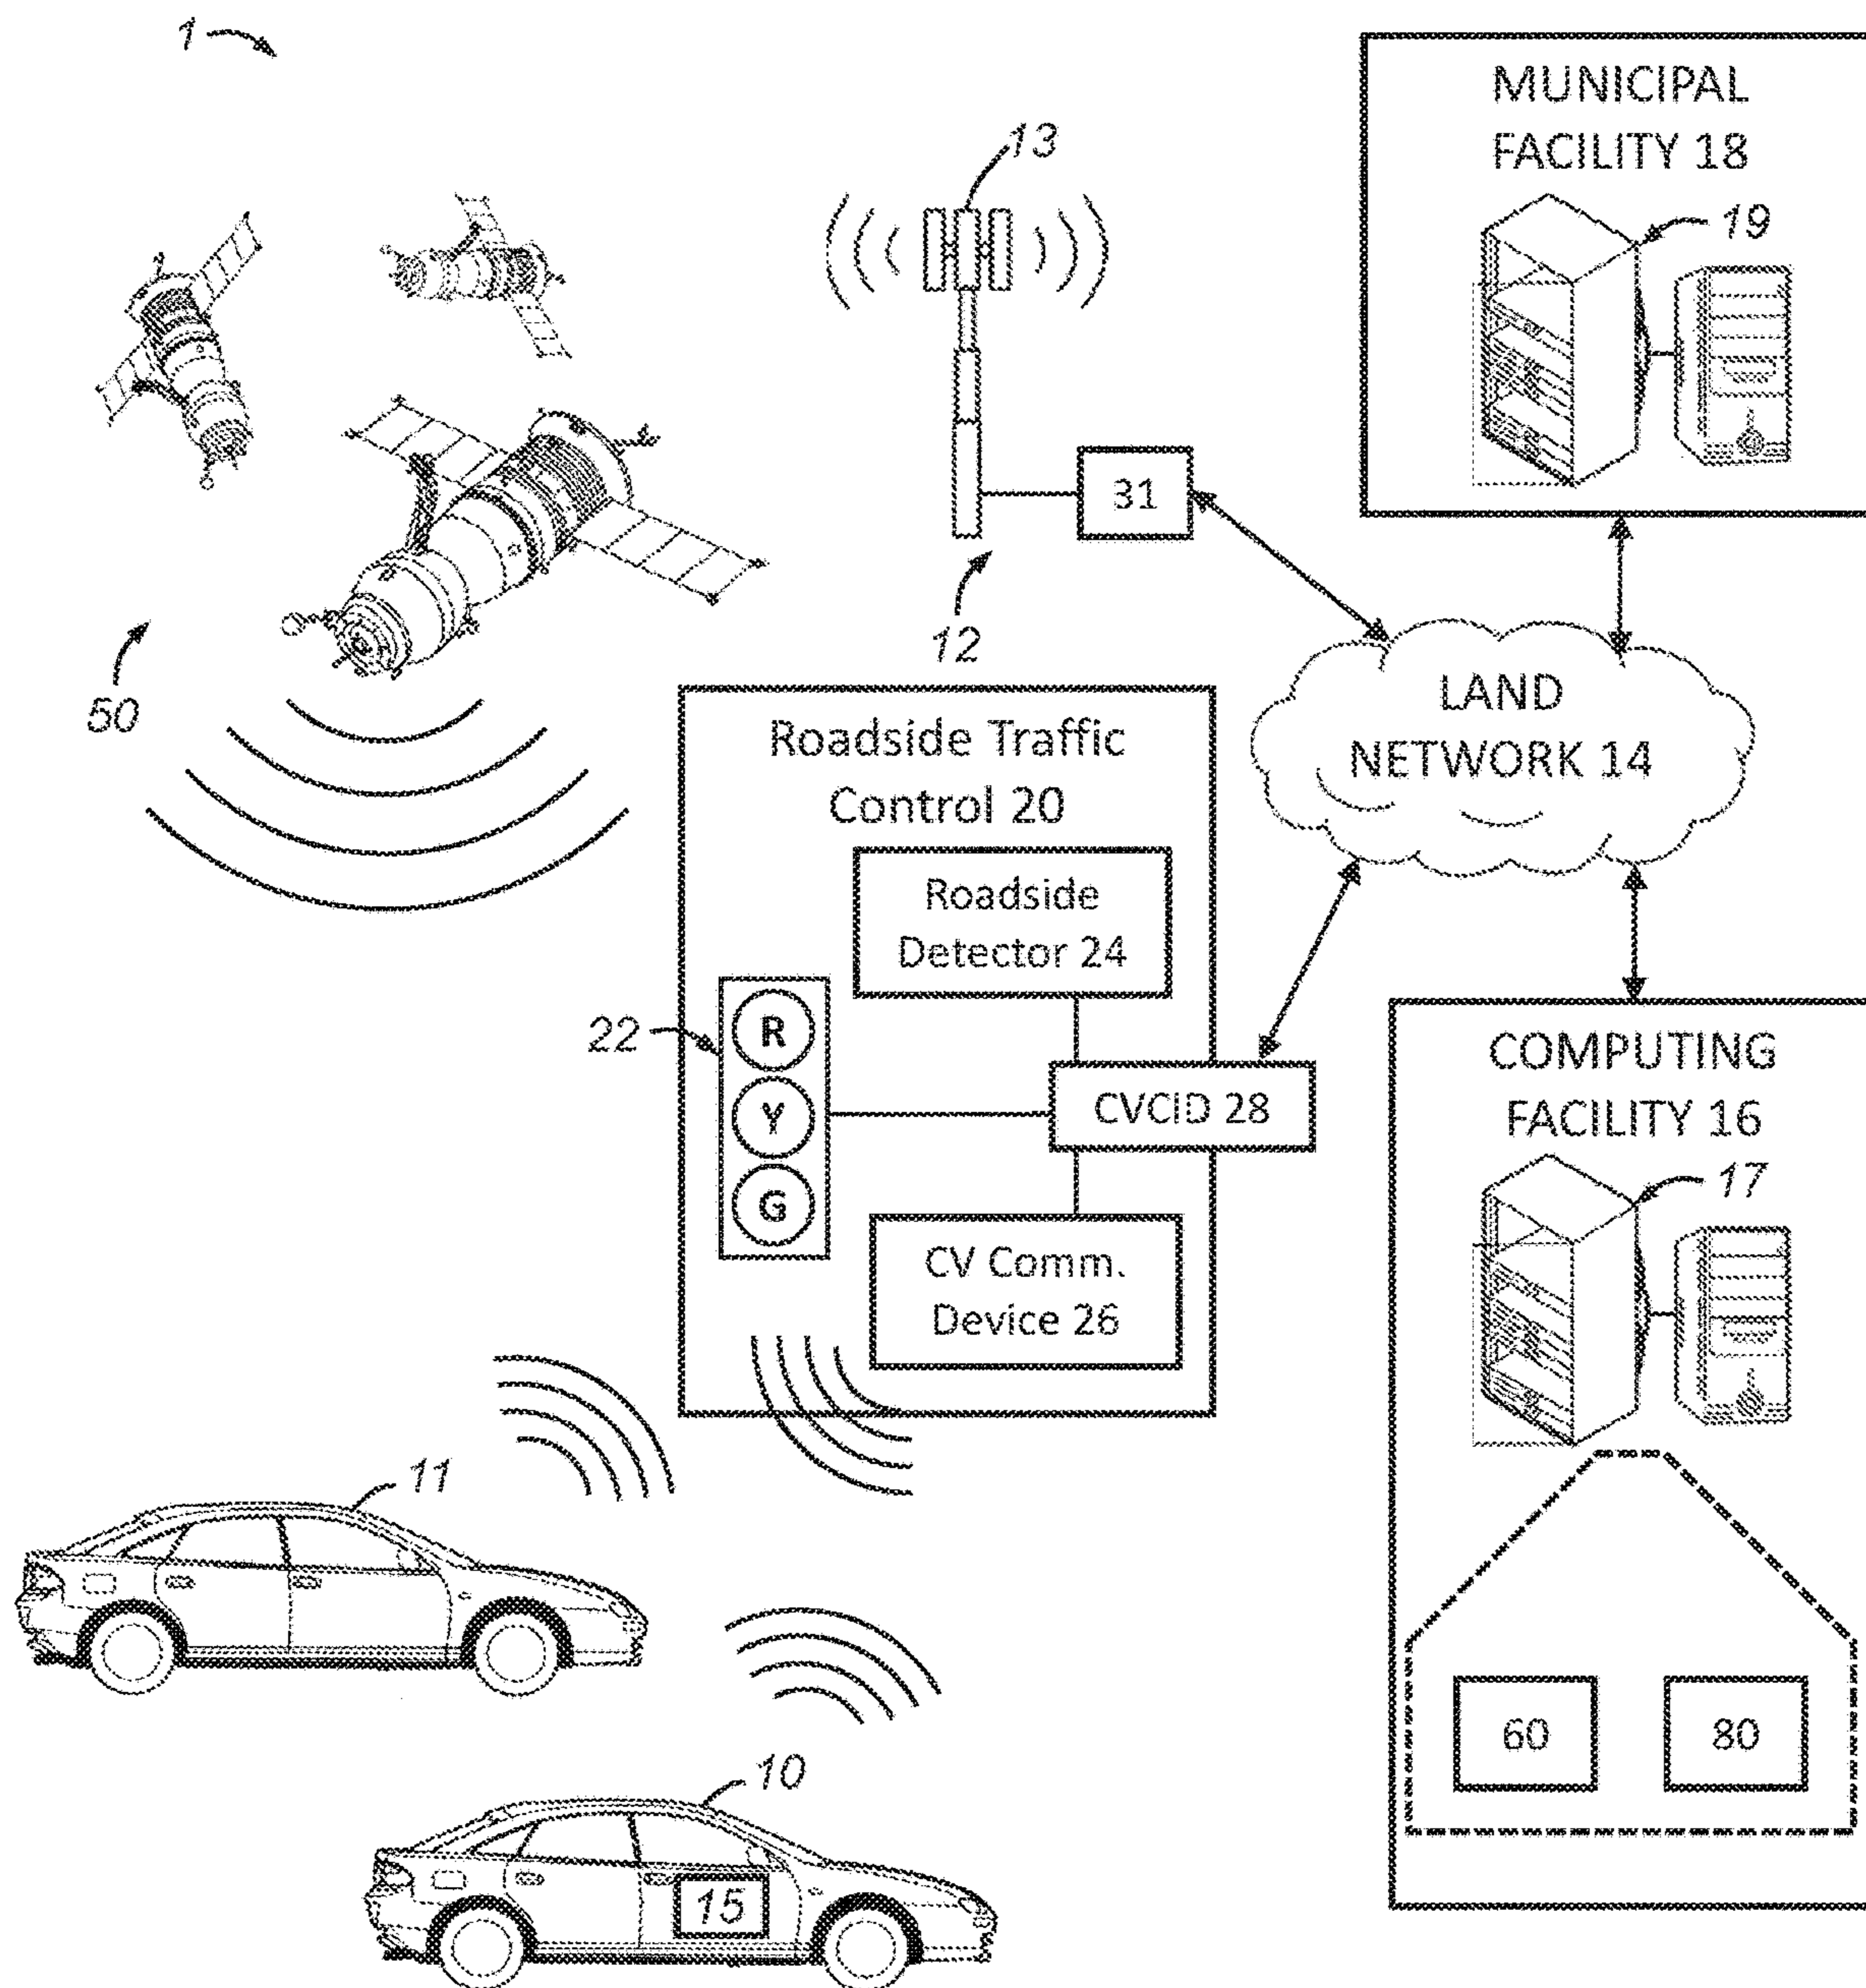 1
MUNICIPAL
FACILITY 18
13
19
31
12
50
LAND
NETWORK 14
Roadside Traffic
Control 20
Roadside
Detector 24
22
R
Y
G
CVCID 28
CV Comm.
Device 26
COMPUTING
FACILITY 16
17
11
60
80
10
15